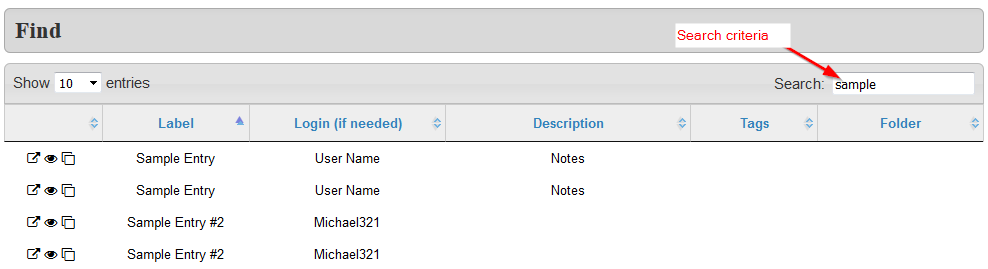 Find
Search criteria
Show 10 entries Search: sample
Label Login (if needed) Description Tags Folder
Sample Entry User Name Notes
Sample Entry User Name Notes
Sample Entry #2 Michael321
Sample Entry #2 Michael321